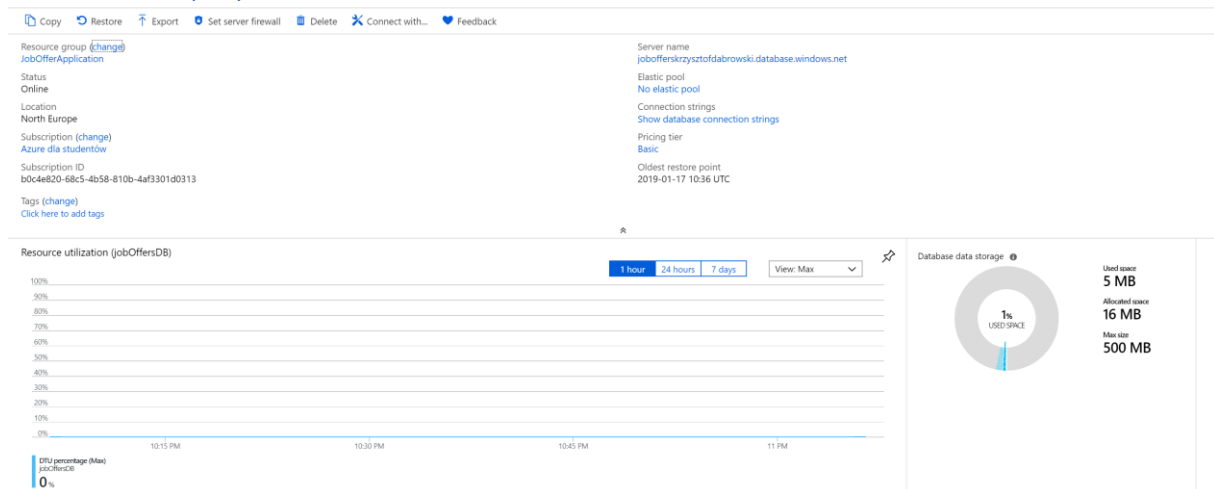 Copy Restore Export Set server firewall Delete Connect with... Feedback
Resource group (change)
JobOfferApplication
Status
Online
Location
North Europe
Subscription (change)
Azure dla studentów
Subscription ID
b0c4e820-68c5-4b58-810b-4af3301d0313
Tags (change)
Click here to add tags
Server name
jobofferskrzysztofdabrowski.database.windows.net
Elastic pool
No elastic pool
Connection strings
Show database connection strings
Pricing tier
Basic
Oldest restore point
2019-01-17 10:36 UTC
Resource utilization (jobOffersDB)
1 hour 24 hours 7 days View: Max
100%
90%
80%
70%
60%
50%
40%
30%
20%
10%
0%
10:15 PM 10:30 PM 10:45 PM 11 PM
DTU percentage (Max)
jobOffersDB
0 %
Database data storage
1%
USED SPACE
Used space
5 MB
Allocated space
16 MB
Max size
500 MB